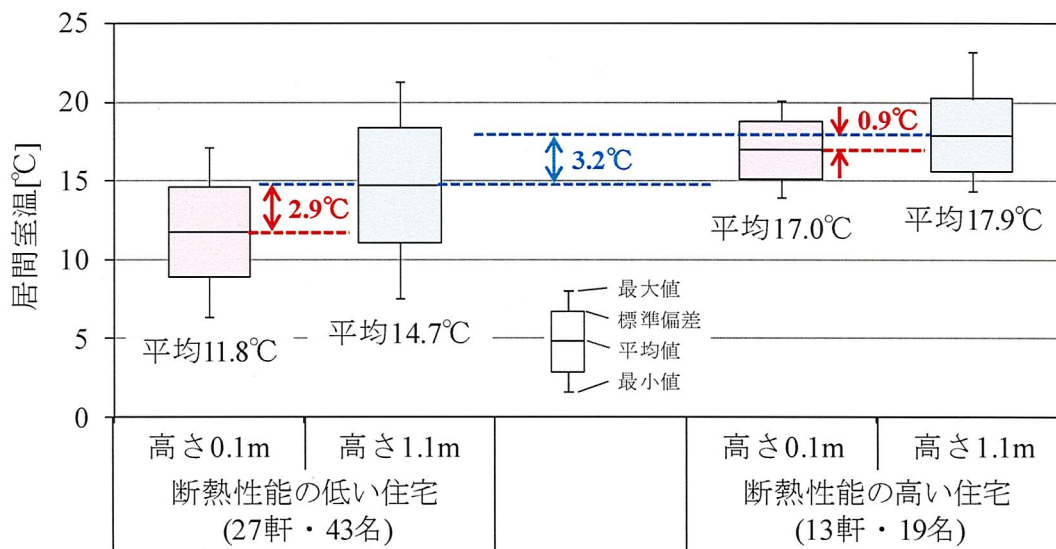 居間室温[℃]
25
20
15
10
5
0
2.9℃
3.2℃
0.9℃
平均11.8℃
平均14.7℃
平均17.0℃
平均17.9℃
最大値
標準偏差
平均値
最小値
高さ0.1m
高さ1.1m
高さ0.1m
高さ1.1m
断熱性能の低い住宅
(27軒・43名)
断熱性能の高い住宅
(13軒・19名)